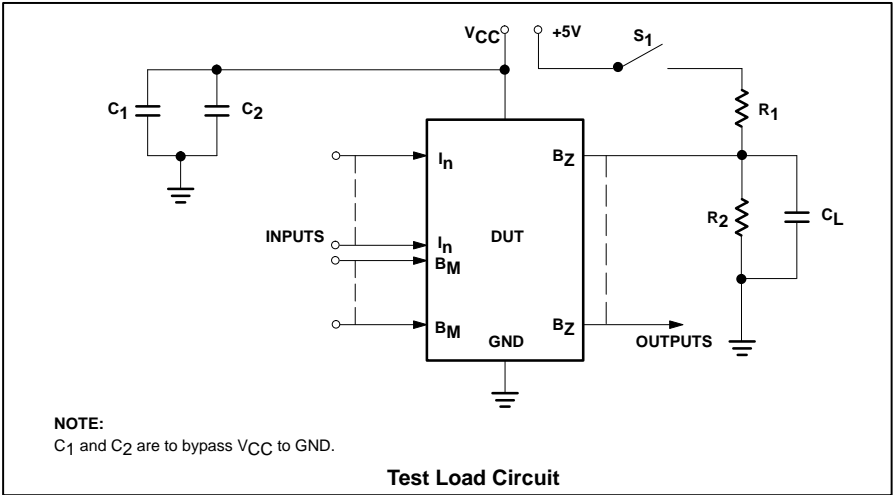 VCC
+5V
S1
C1
C2
R1
In
BZ
R2
CL
INPUTS
In
DUT
BM
BM
BZ
GND
OUTPUTS
NOTE:
C1 and C2 are to bypass VCC to GND.
Test Load Circuit